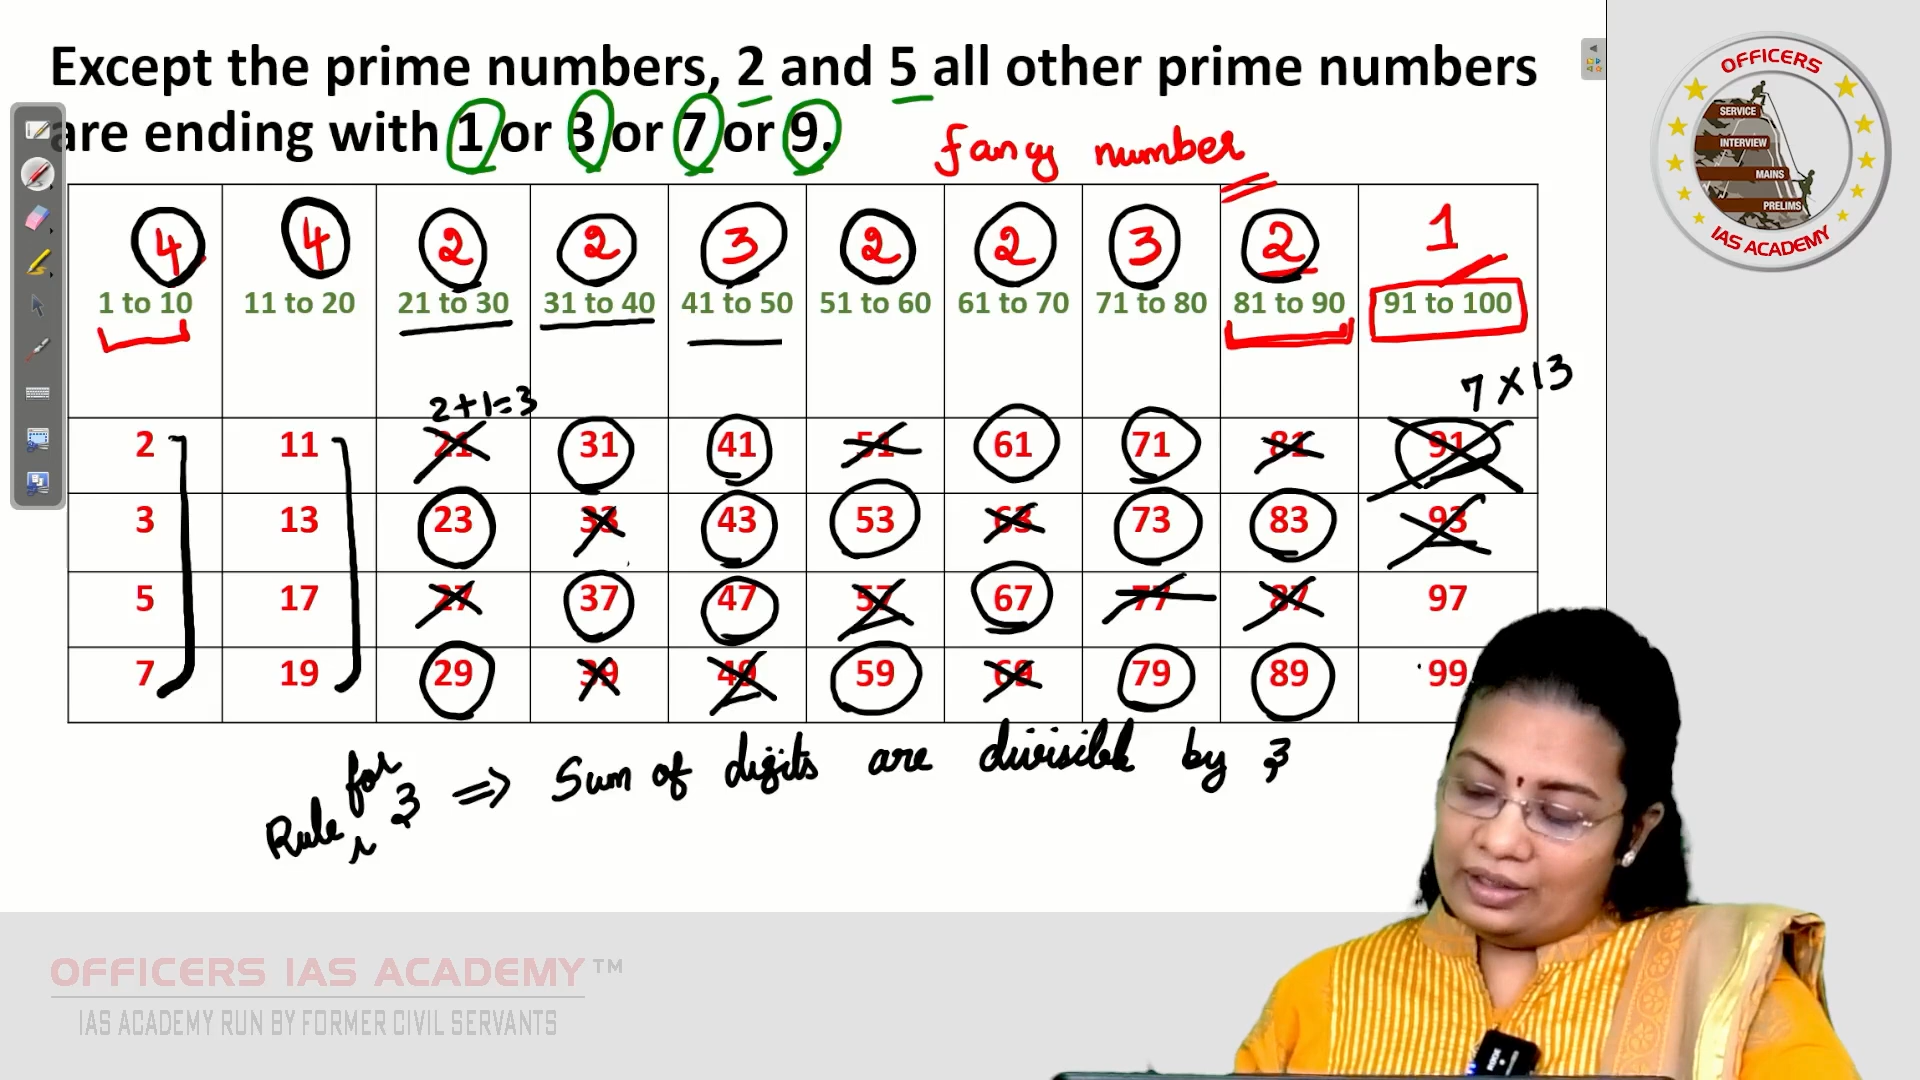 Except the prime numbers, 2 and 5 all other prime numbers
are ending with 1 or 3 or 7 or 9.
fancy number
4 4 2 2 3 2 2 3 2 1
1 to 10 11 to 20 21 to 30 31 to 40 41 to 50 51 to 60 61 to 70 71 to 80 81 to 90 91 to 100
2+1=3 7 X 13
2 11 21 31 41 51 61 71 81 91
3 13 23 33 43 53 63 73 83 93
5 17 27 37 47 57 67 77 87 97
7 19 29 39 49 59 69 79 89 99
Rule for 3 => Sum of digits are divisible by 3
OFFICERS IAS ACADEMY™
IAS ACADEMY RUN BY FORMER CIVIL SERVANTS
OFFICERS
SERVICE
INTERVIEW
MAINS
PRELIMS
IAS ACADEMY